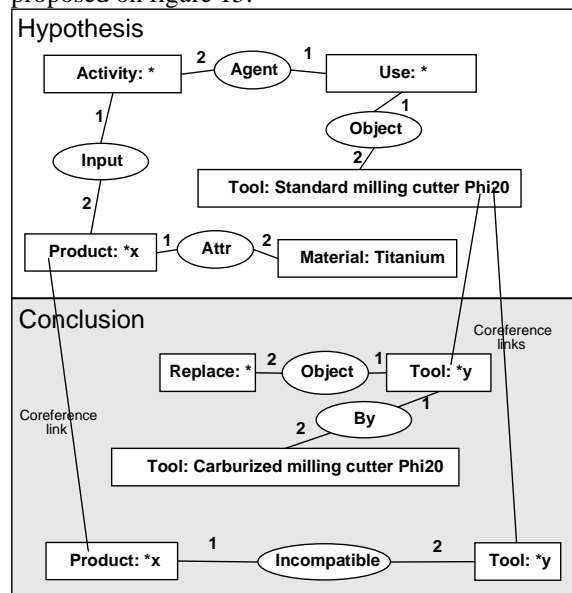 proposed on figure 15.
Hypothesis
Activity: *
2
Agent
1
Use: *
1
1
Object
2
Input
2
Tool: Standard milling cutter Phi20
Product: *x
1
Attr
2
Material: Titanium
Conclusion
Coreference
links
Replace: *
2
Object
1
Tool: *y
Coreference
link
By
1
2
Tool: Carburized milling cutter Phi20
Product: *x
1
Incompatible
2
Tool: *y